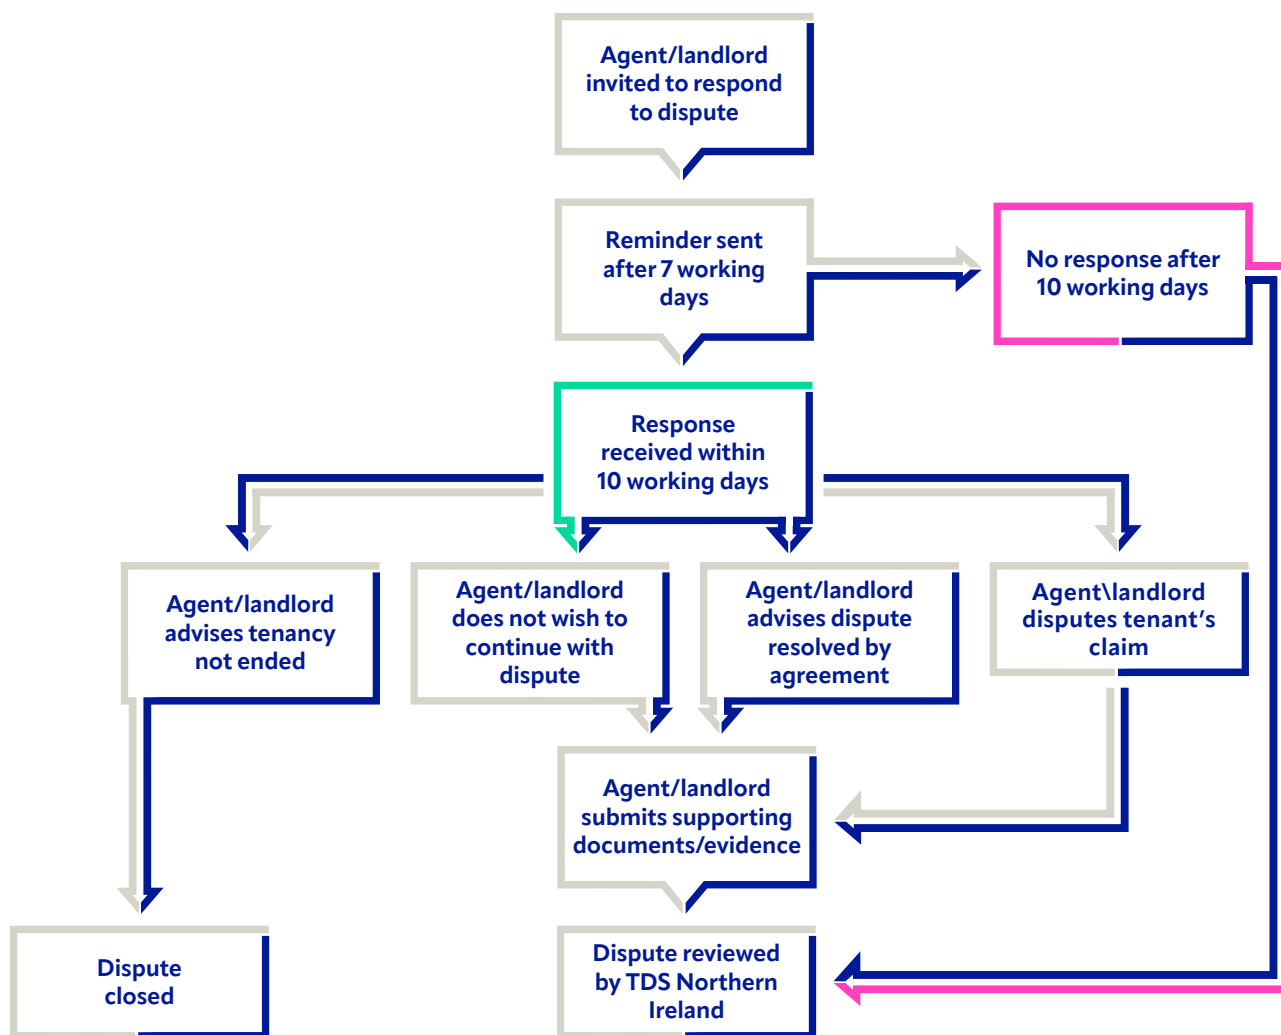 Agent/landlord
invited to respond
to dispute
Reminder sent
after 7 working
days
No response after
10 working days
Response
received within
10 working days
Agent/landlord
advises tenancy
not ended
Agent/landlord
does not wish to
continue with
dispute
Agent/landlord
advises dispute
resolved by
agreement
Agent\landlord
disputes tenant's
claim
Agent/landlord
submits supporting
documents/evidence
Dispute
closed
Dispute reviewed
by TDS Northern
Ireland